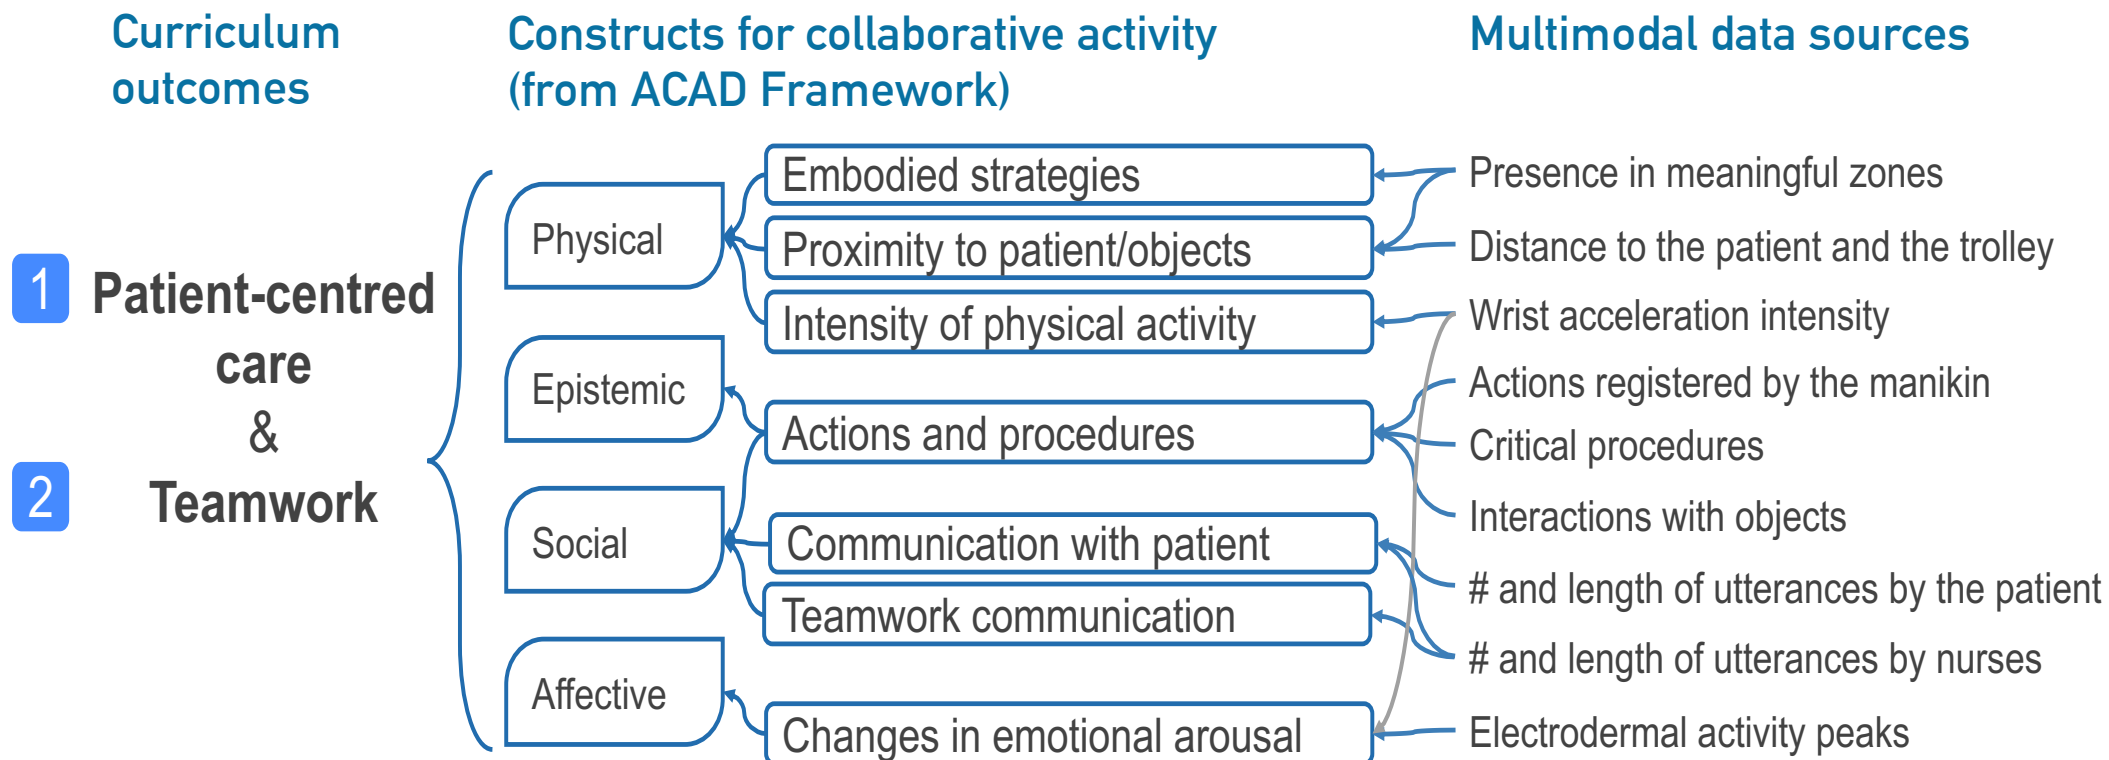 Curriculum
outcomes
Constructs for collaborative activity
(from ACAD Framework)
Multimodal data sources
1 Patient-centred
care
&
2 Teamwork
Physical
Epistemic
Social
Affective
Embodied strategies
Proximity to patient/objects
Intensity of physical activity
Actions and procedures
Communication with patient
Teamwork communication
Changes in emotional arousal
Presence in meaningful zones
Distance to the patient and the trolley
Wrist acceleration intensity
Actions registered by the manikin
Critical procedures
Interactions with objects
# and length of utterances by the patient
# and length of utterances by nurses
Electrodermal activity peaks